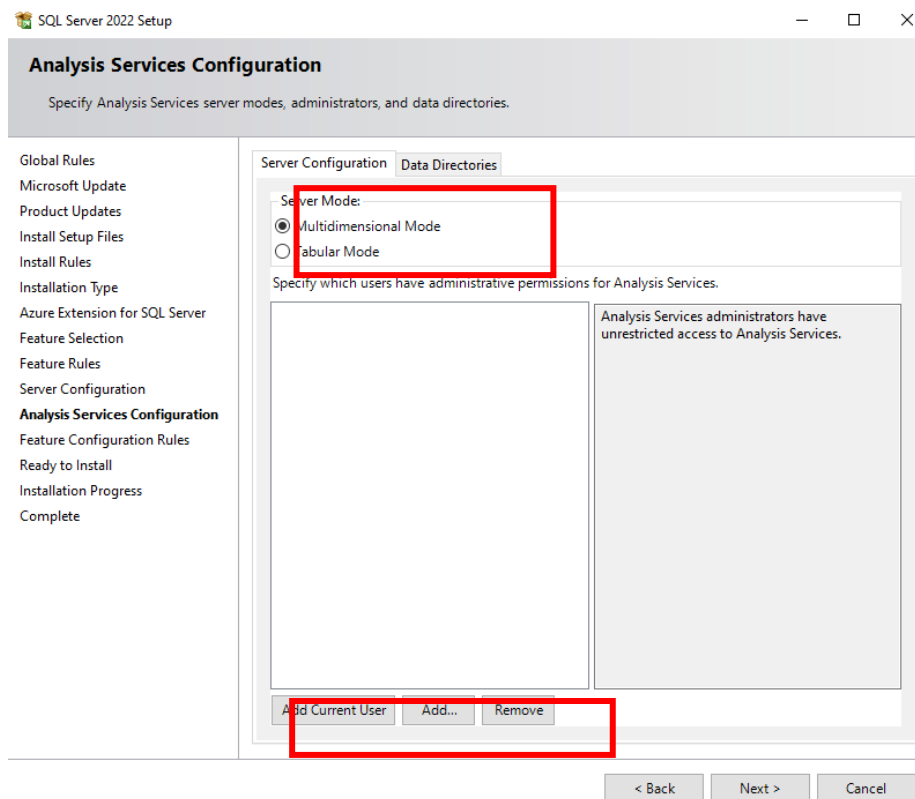 SQL Server 2022 Setup
Analysis Services Configuration
Specify Analysis Services server modes, administrators, and data directories.
Global Rules
Microsoft Update
Product Updates
Install Setup Files
Install Rules
Installation Type
Azure Extension for SQL Server
Feature Selection
Feature Rules
Server Configuration
Analysis Services Configuration
Feature Configuration Rules
Ready to Install
Installation Progress
Complete
Server Configuration Data Directories
Server Mode:
Multidimensional Mode
Tabular Mode
Specify which users have administrative permissions for Analysis Services.
Analysis Services administrators have
unrestricted access to Analysis Services.
Add Current User Add... Remove
< Back Next > Cancel